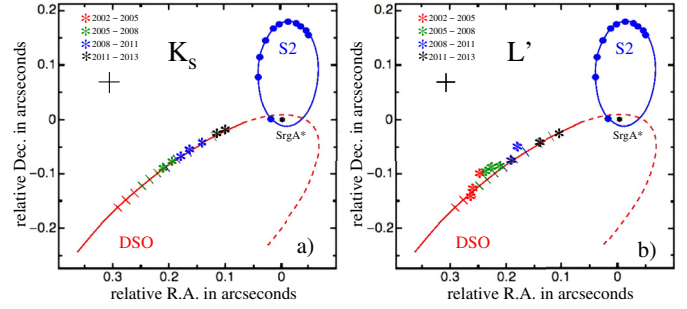 0.2
2002 – 2005
2005 – 2008
2008 – 2011
2011 – 2013
K_S
S2
0.1
0
SrgA*
−0.1
−0.2
DSO
a)
0.3 0.2 0.1 0
relative R.A. in arcseconds
relative Dec. in arcseconds
0.2
2002 – 2005
2005 – 2008
2008 – 2011
2011 – 2013
L’
S2
0.1
0
SrgA*
−0.1
−0.2
DSO
b)
0.3 0.2 0.1 0
relative R.A. in arcseconds
relative Dec. in arcseconds